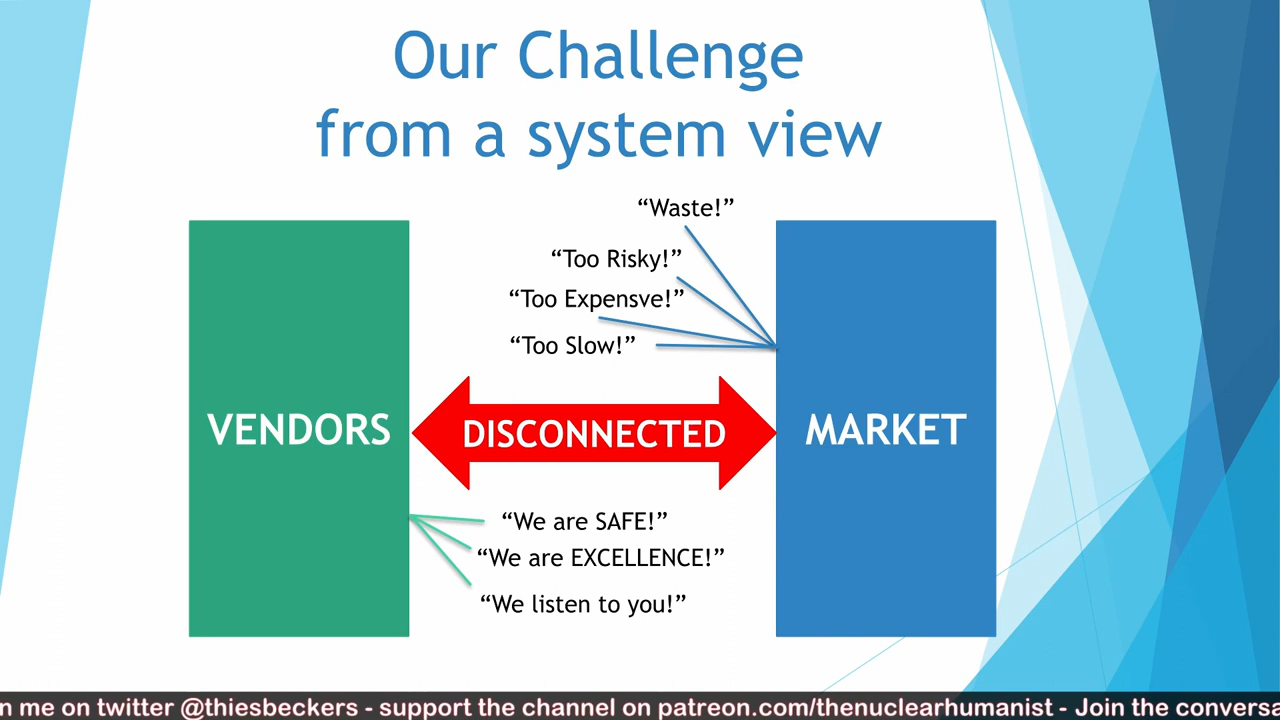 Our Challenge
from a system view
“Waste!”
“Too Risky!”
“Too Expensve!”
“Too Slow!”
VENDORS
DISCONNECTED
MARKET
“We are SAFE!”
“We are EXCELLENCE!”
“We listen to you!”
n me on twitter @thiesbeckers - support the channel on patreon.com/thenuclearhumanist - Join the conversa